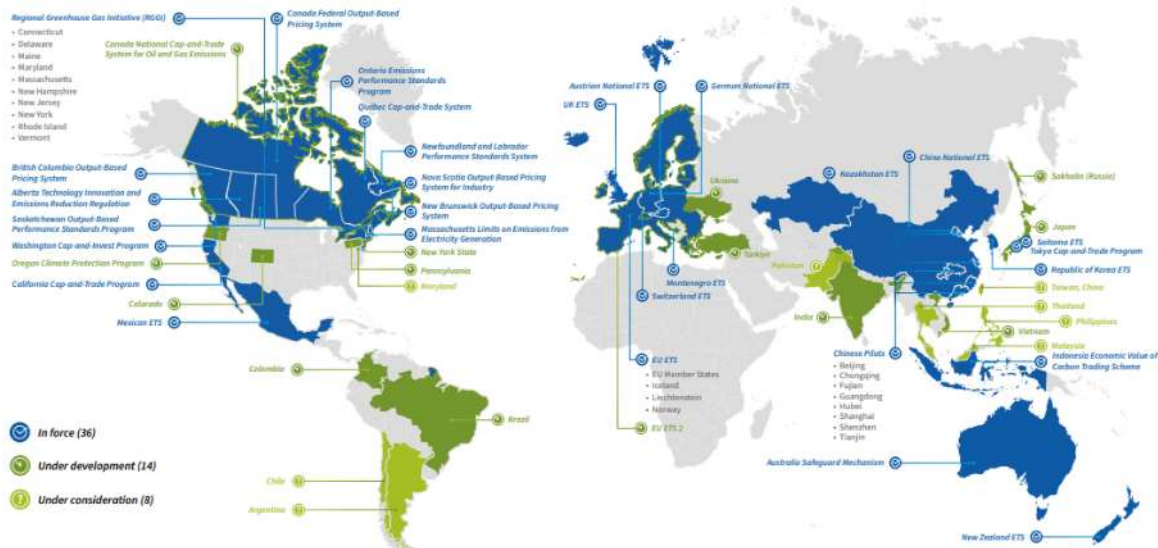 Regional Greenhouse Gas Initiative (RGGI)
• Connecticut
• Delaware
• Maine
• Maryland
• Massachusetts
• New Hampshire
• New Jersey
• New York
• Rhode Island
• Vermont
Canada Federal Output-Based
Pricing System
Canada National Cap-and-Trade
System for Oil and Gas Emissions
Ontario Emissions
Performance Standards
Program
Québec Cap-and-Trade System
Newfoundland and Labrador
Performance Standards System
Nova Scotia Output-Based Pricing
System for Industry
New Brunswick Output-Based Pricing
System
Massachusetts Limits on Emissions from
Electricity Generation
New York State
Pennsylvania
Maryland
British Columbia Output-Based
Pricing System
Alberta Technology Innovation and
Emissions Reduction Regulation
Saskatchewan Output-Based
Performance Standards Program
Washington Cap-and-Invest Program
Oregon Climate Protection Program
California Cap-and-Trade Program
Colorado
Mexican ETS
Colombia
Brazil
Chile
Argentina
In force (36)
Under development (14)
Under consideration (8)
Austrian National ETS
German National ETS
UK ETS
Ukraine
Türkiye
Montenegro ETS
Switzerland ETS
EU ETS
• EU Member States
• Iceland
• Liechtenstein
• Norway
EU ETS 2
China National ETS
Kazakhstan ETS
Pakistan
India
Chinese Pilots
• Beijing
• Chongqing
• Fujian
• Guangdong
• Hubei
• Shanghai
• Shenzhen
• Tianjin
Sakhalin (Russia)
Japan
Saitama ETS
Tokyo Cap-and-Trade Program
Republic of Korea ETS
Taiwan, China
Thailand
Philippines
Vietnam
Malaysia
Indonesia Economic Value of
Carbon Trading Scheme
Australia Safeguard Mechanism
New Zealand ETS